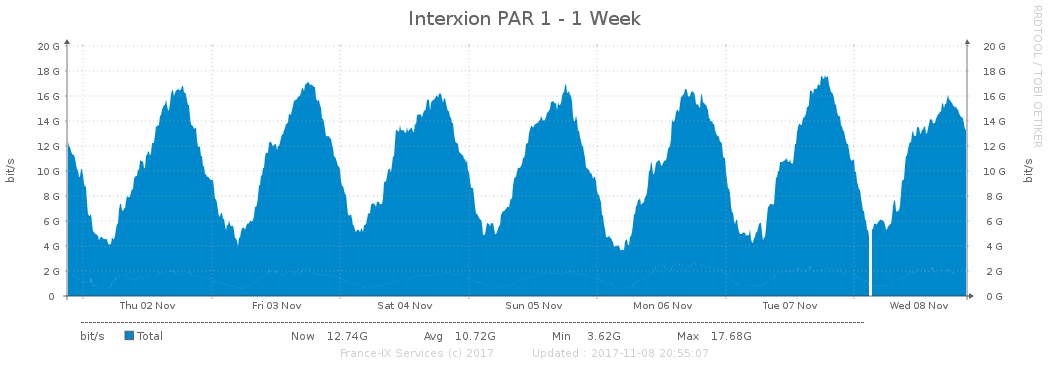 Interxion PAR 1 - 1 Week
RRDTOOL / TOBI OETIKER
20 G 20 G
18 G 18 G
16 G 16 G
14 G 14 G
12 G 12 G
10 G 10 G
8 G 8 G
6 G 6 G
4 G 4 G
2 G 2 G
0 0 G
bit/s bit/s
Thu 02 Nov Fri 03 Nov Sat 04 Nov Sun 05 Nov Mon 06 Nov Tue 07 Nov Wed 08 Nov
bit/s Total Now 12.74G Avg 10.72G Min 3.62G Max 17.68G
France-IX Services (c) 2017 Updated : 2017-11-08 20:55:07